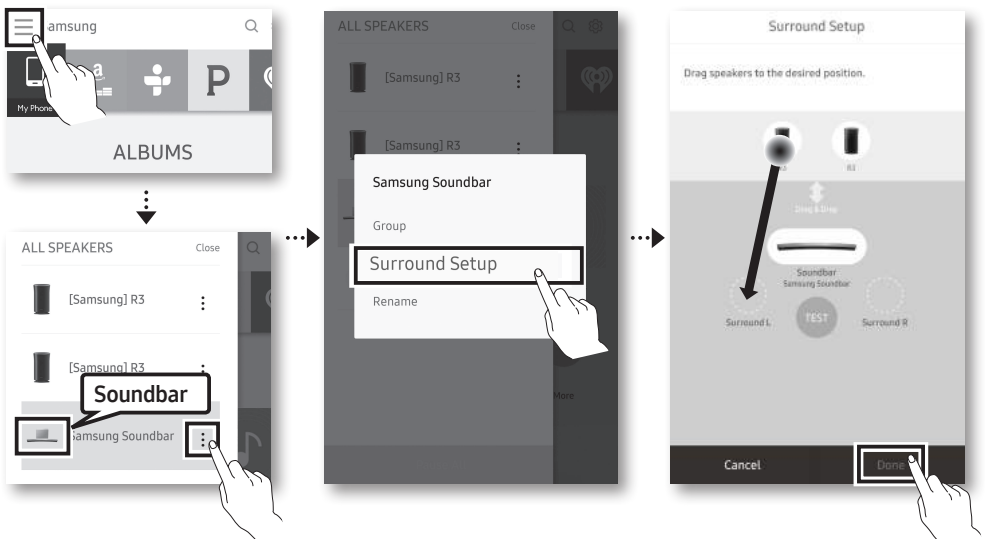 amsung
a
P
My Phone
ALBUMS
ALL SPEAKERS Close
[Samsung] R3
[Samsung] R3
Soundbar
Samsung Soundbar
ALL SPEAKERS Close
[Samsung] R3
[Samsung] R3
Samsung Soundbar
Group
Surround Setup
Rename
More
Surround Setup
Drag speakers to the desired position.
R3
R3
Drag & Drop
Soundbar
Samsung Soundbar
TEST
Surround L
Surround R
Cancel
Done